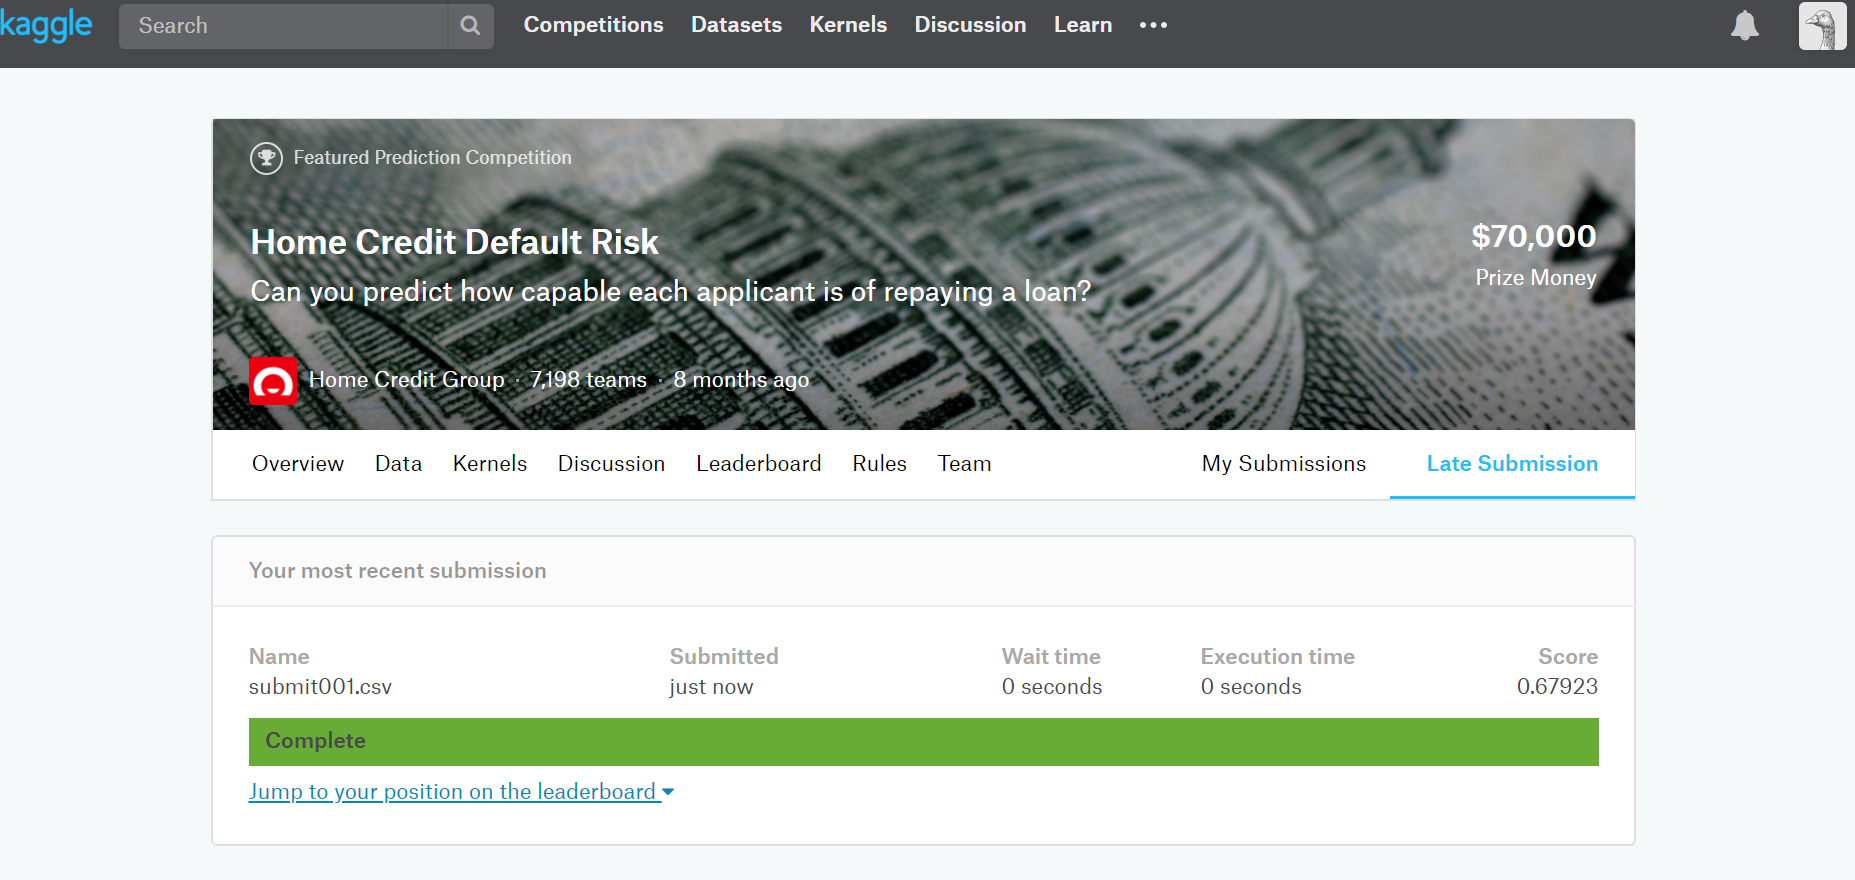 kaggle Search Competitions Datasets Kernels Discussion Learn •••
Featured Prediction Competition
Home Credit Default Risk
Can you predict how capable each applicant is of repaying a loan?
$70,000
Prize Money
Home Credit Group · 7,198 teams · 8 months ago
Overview Data Kernels Discussion Leaderboard Rules Team My Submissions Late Submission
Your most recent submission
Name Submitted Wait time Execution time Score
submit001.csv just now 0 seconds 0 seconds 0.67923
Complete
Jump to your position on the leaderboard